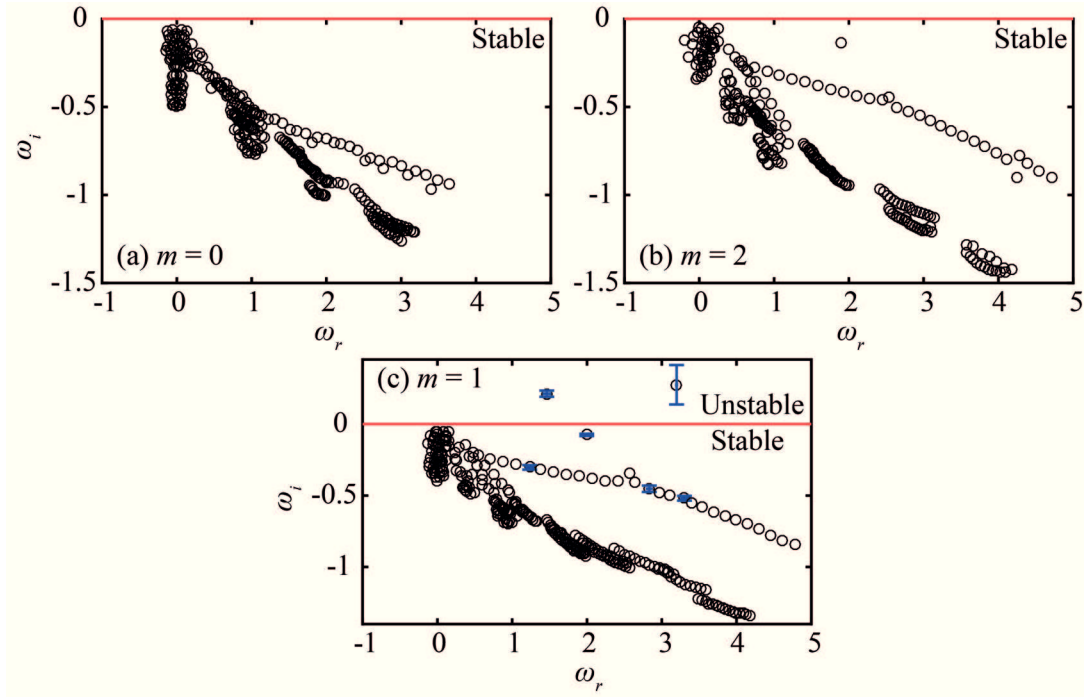 0
-0.5
-1
-1.5
ω_i
Stable
(a) m = 0
-1 0 1 2 3 4 5
ω_r
0
-0.5
-1
-1.5
ω_i
Stable
(b) m = 2
-1 0 1 2 3 4 5
ω_r
(c) m = 1
Unstable
Stable
0
-0.5
-1
ω_i
-1 0 1 2 3 4 5
ω_r